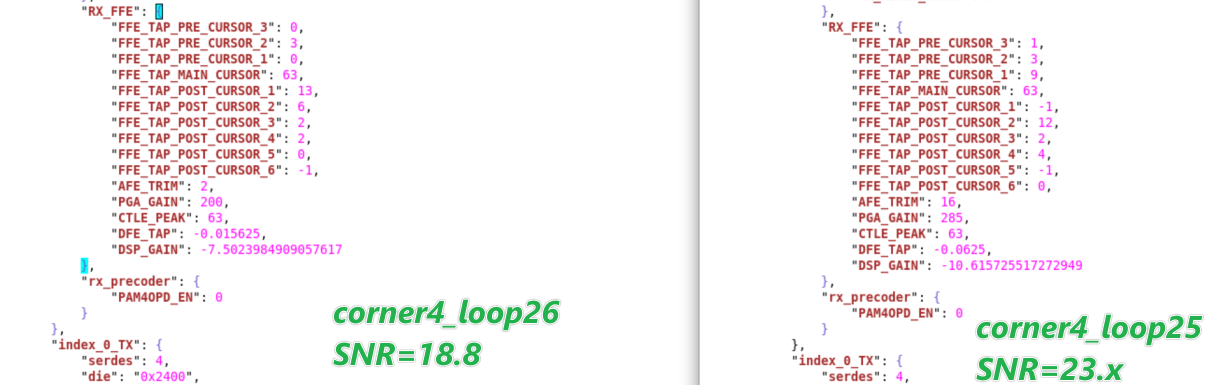 "RX_FFE": {
"FFE_TAP_PRE_CURSOR_3": 0,
"FFE_TAP_PRE_CURSOR_2": 3,
"FFE_TAP_PRE_CURSOR_1": 0,
"FFE_TAP_MAIN_CURSOR": 63,
"FFE_TAP_POST_CURSOR_1": 13,
"FFE_TAP_POST_CURSOR_2": 6,
"FFE_TAP_POST_CURSOR_3": 2,
"FFE_TAP_POST_CURSOR_4": 2,
"FFE_TAP_POST_CURSOR_5": 0,
"FFE_TAP_POST_CURSOR_6": -1,
"AFE_TRIM": 2,
"PGA_GAIN": 200,
"CTLE_PEAK": 63,
"DFE_TAP": -0.015625,
"DSP_GAIN": -7.5023984909057617
},
"rx_precoder": {
"PAM4OPD_EN": 0
}
},
"index_0_TX": {
"serdes": 4,
"die": "0x2400",
corner4_loop26
SNR=18.8
},
"RX_FFE": {
"FFE_TAP_PRE_CURSOR_3": 1,
"FFE_TAP_PRE_CURSOR_2": 3,
"FFE_TAP_PRE_CURSOR_1": 9,
"FFE_TAP_MAIN_CURSOR": 63,
"FFE_TAP_POST_CURSOR_1": -1,
"FFE_TAP_POST_CURSOR_2": 12,
"FFE_TAP_POST_CURSOR_3": 2,
"FFE_TAP_POST_CURSOR_4": 4,
"FFE_TAP_POST_CURSOR_5": -1,
"FFE_TAP_POST_CURSOR_6": 0,
"AFE_TRIM": 16,
"PGA_GAIN": 285,
"CTLE_PEAK": 63,
"DFE_TAP": -0.0625,
"DSP_GAIN": -10.615725517272949
},
"rx_precoder": {
"PAM4OPD_EN": 0
}
},
"index_0_TX": {
"serdes": 4,
corner4_loop25
SNR=23.x